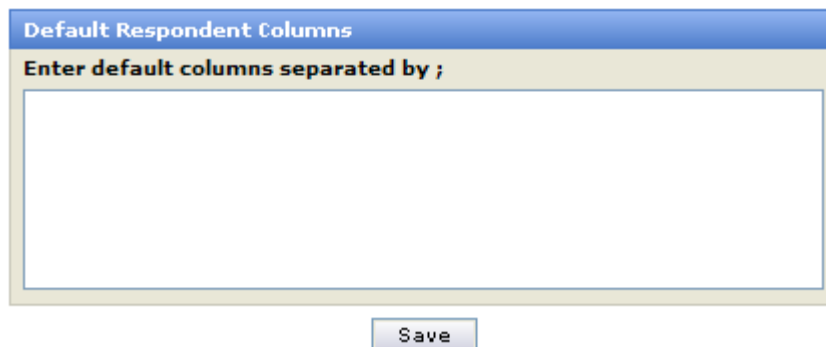 Default Respondent Columns
Enter default columns separated by ;
Save